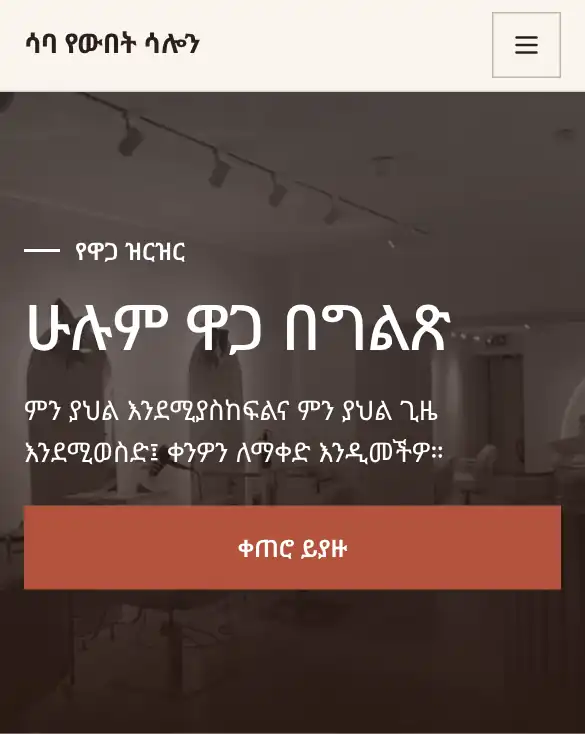 ሳባ የውበት ሳሎን
የዋጋ ዝርዝር
ሁሉም ዋጋ በግልጽ
ምን ያህል እንደሚያስከፍልና ምን ያህል ጊዜ
እንደሚወስድ፤ ቀንዎን ለማቀድ እንዲመችዎ።
ቀጠሮ ይያዙ